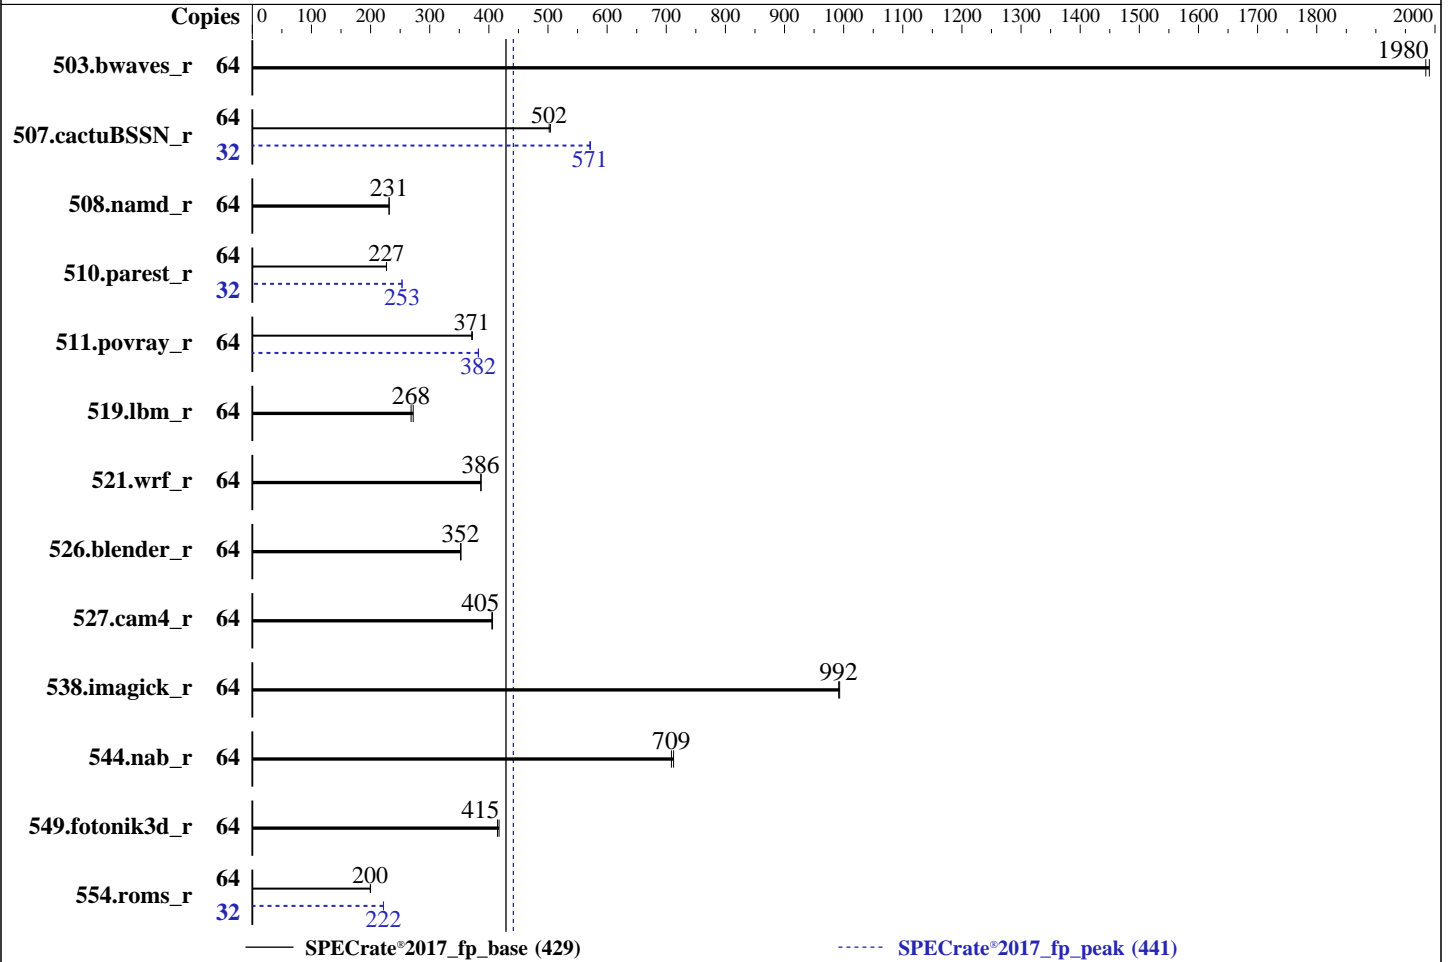 Copies 0 100 200 300 400 500 600 700 800 900 1000 1100 1200 1300 1400 1500 1600 1700 1800 2000
503.bwaves_r 64 1980
507.cactuBSSN_r 64 502
32 571
508.namd_r 64 231
510.parest_r 64 227
32 253
511.povray_r 64 371
382
519.lbm_r 64 268
521.wrf_r 64 386
526.blender_r 64 352
527.cam4_r 64 405
538.imagick_r 64 992
544.nab_r 64 709
549.fotonik3d_r 64 415
554.roms_r 64 200
32 222
SPECrate®2017_fp_base (429) SPECrate®2017_fp_peak (441)